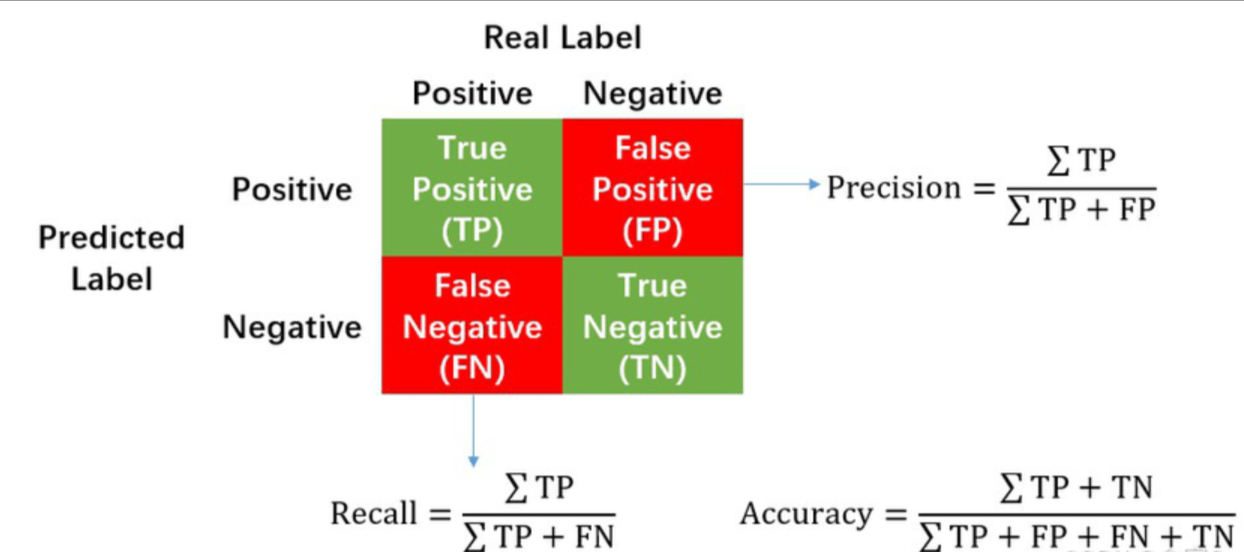 Real Label
Positive Negative
True Positive (TP)
False Positive (FP)
Positive
Precision = ∑ TP / ∑ TP + FP
Predicted Label
False Negative (FN)
True Negative (TN)
Negative
Recall = ∑ TP / ∑ TP + FN
Accuracy = ∑ TP + TN / ∑ TP + FP + FN + TN